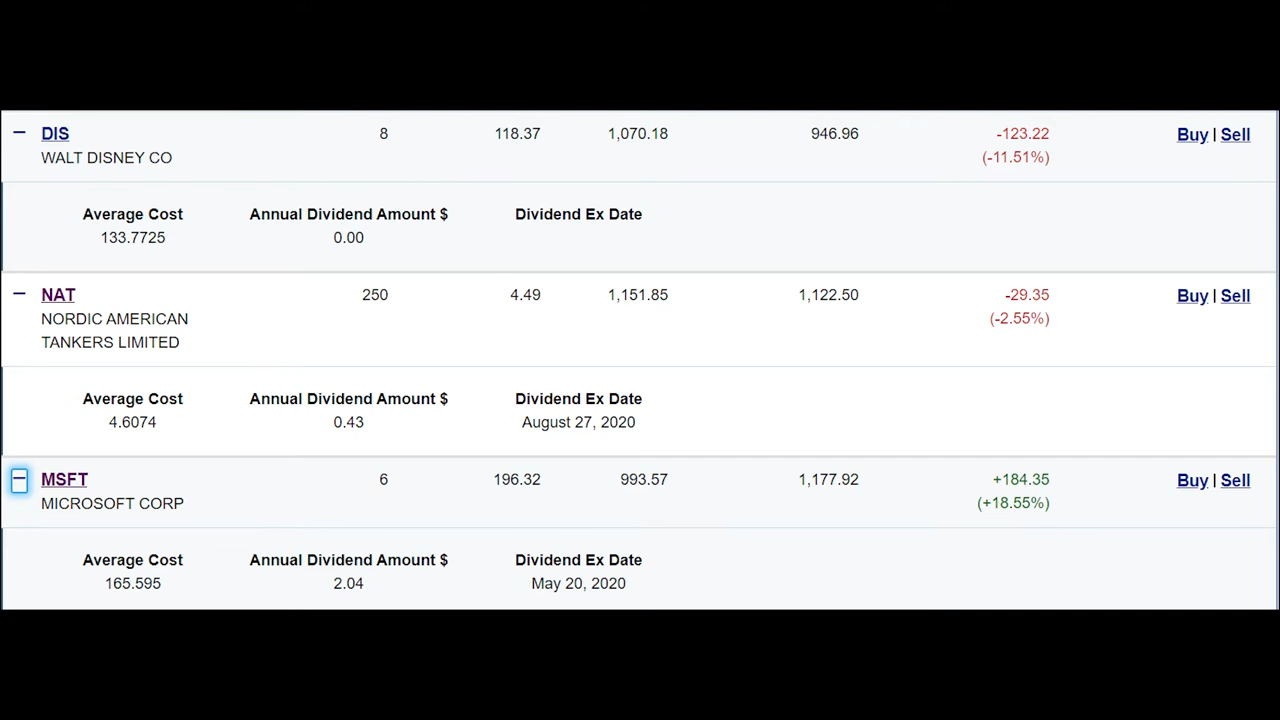 − DIS 8 118.37 1,070.18 946.96 -123.22 Buy | Sell
WALT DISNEY CO (-11.51%)
Average Cost Annual Dividend Amount $ Dividend Ex Date
133.7725 0.00
− NAT 250 4.49 1,151.85 1,122.50 -29.35 Buy | Sell
NORDIC AMERICAN (-2.55%)
TANKERS LIMITED
Average Cost Annual Dividend Amount $ Dividend Ex Date
4.6074 0.43 August 27, 2020
− MSFT 6 196.32 993.57 1,177.92 +184.35 Buy | Sell
MICROSOFT CORP (+18.55%)
Average Cost Annual Dividend Amount $ Dividend Ex Date
165.595 2.04 May 20, 2020